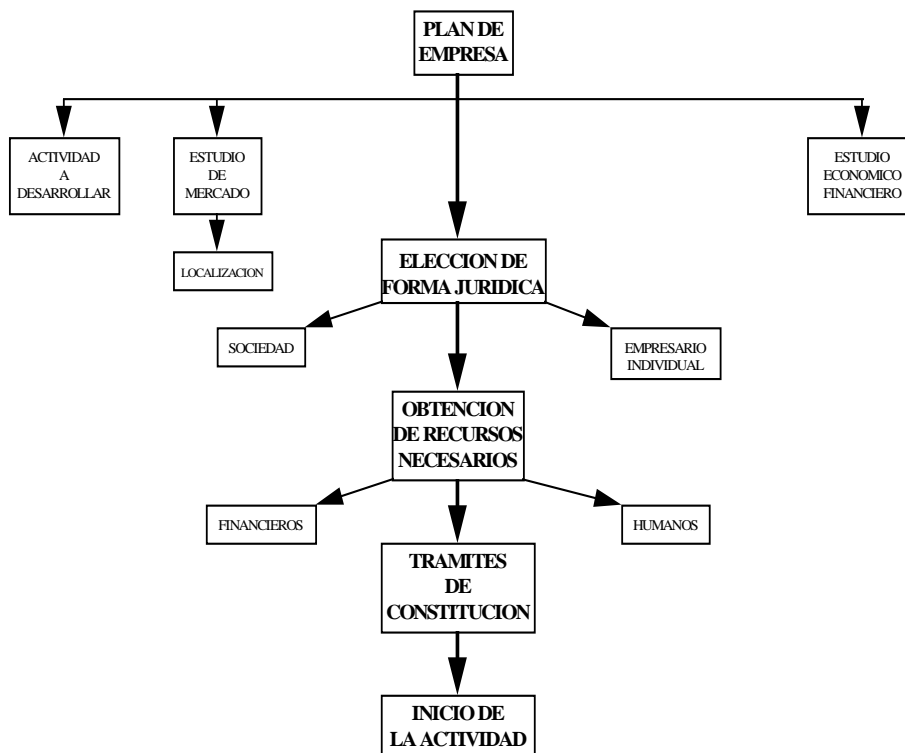 PLAN DE
EMPRESA
ACTIVIDAD
A
DESARROLLAR
ESTUDIO
DE
MERCADO
ESTUDIO
ECONOMICO
FINANCIERO
LOCALIZACION
ELECCION DE
FORMA JURIDICA
SOCIEDAD
EMPRESARIO
INDIVIDUAL
OBTENCION
DE RECURSOS
NECESARIOS
FINANCIEROS
HUMANOS
TRAMITES
DE
CONSTITUCION
INICIO DE
LA ACTIVIDAD